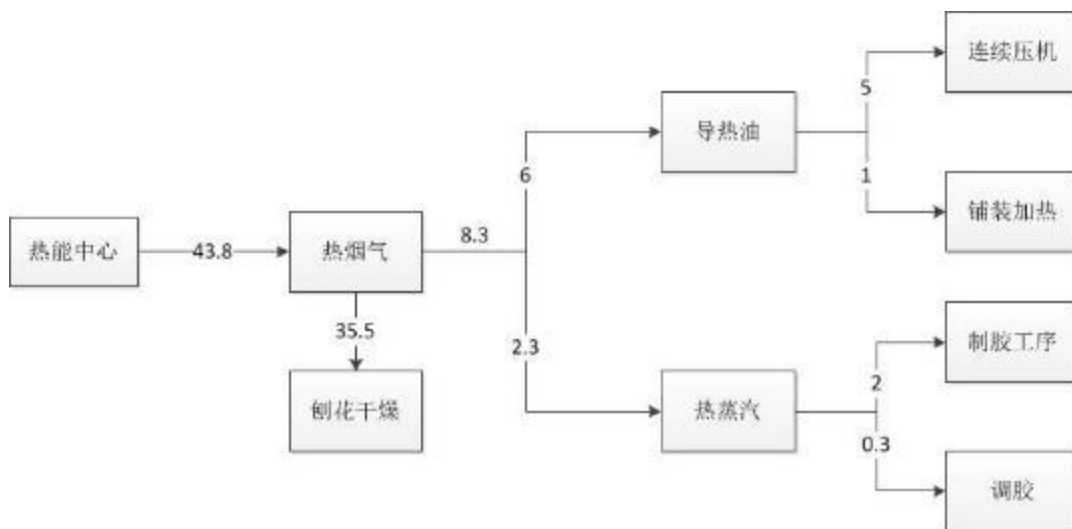 连续压机
5
导热油
6
1
铺装加热
热能中心
43.8
热烟气
8.3
35.5
2.3
刨花干燥
热蒸汽
制胶工序
2
0.3
调胶